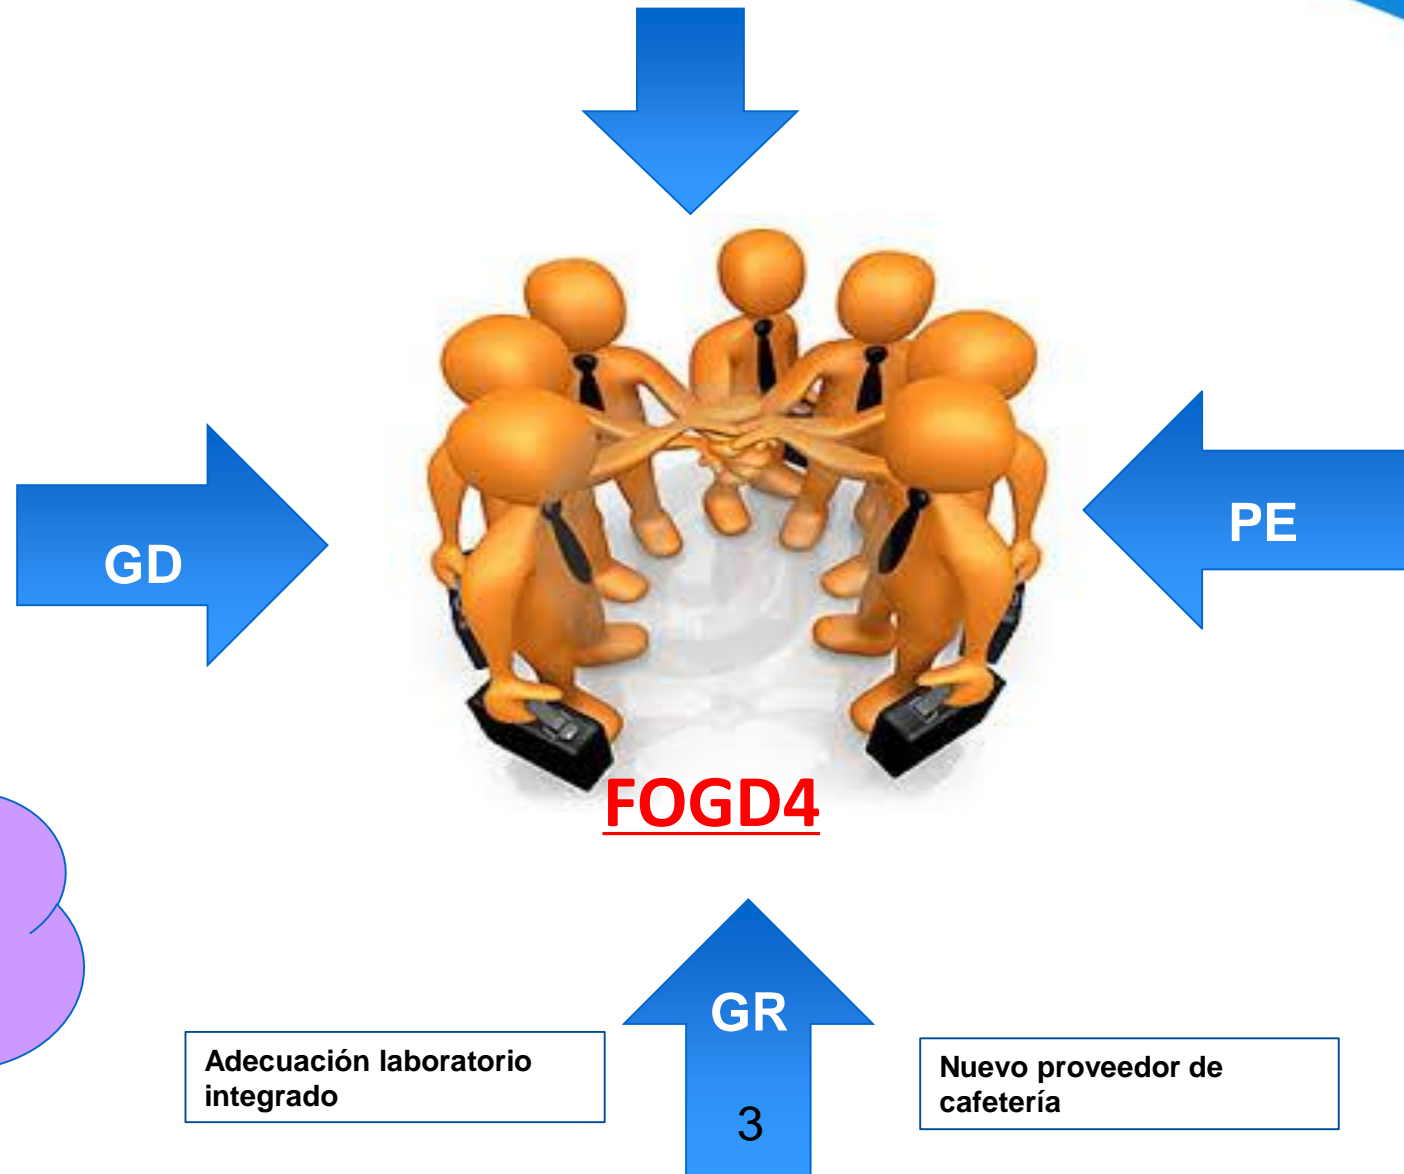 GD
PE
FOGD4
GR
Adecuación laboratorio
integrado
Nuevo proveedor de
cafetería
3